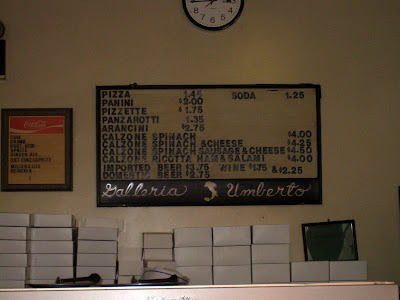 PIZZA 1.45 SODA 1.25
PANINI $2.00
PIZZETTE $1.75
PANZAROTTI 1.35
ARANCINI $2.75
CALZONE SPINACH $4.00
CALZONE SPINACH & CHEESE $4.25
CALZONE SPINACH SAUSAGE & CHEESE $4.50
CALZONE RICOTTA HAM & SALAMI $4.00
IMPORTED BEER $3.75 WINE $1.75 & $2.25
DOMESTIC BEER $2.75
Galleria Umberto
Coca-Cola